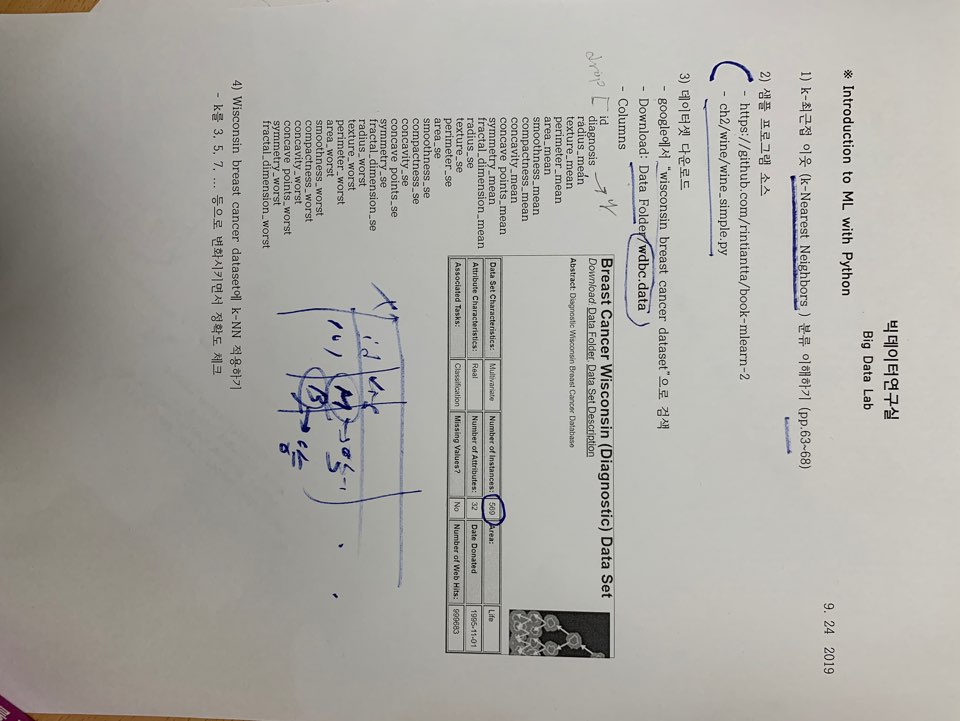 빅데이터연구실
Big Data Lab
※ Introduction to ML with Python
9. 24 2019
1) k-최근접 이웃 (k-Nearest Neighbors ) 분류 이해하기 (pp.63~68)
2) 샘플 프로그램 소스
- https://github.com/rintiantta/book-mlearn-2
- ch2/wine/wine_simple.py
3) 데이터셋 다운로드
- google에서 "wisconsin breast cancer dataset"으로 검색
- Download: Data Folder/wdbc.data
- Columns
drop
id
diagnosis → y
radius_mean
texture_mean
perimeter_mean
area_mean
smoothness_mean
compactness_mean
concavity_mean
concave points_mean
symmetry_mean
fractal_dimension_mean
radius_se
texture_se
perimeter_se
area_se
smoothness_se
compactness_se
concavity_se
concave points_se
symmetry_se
fractal_dimension_se
radius_worst
texture_worst
perimeter_worst
area_worst
smoothness_worst
compactness_worst
concavity_worst
concave points_worst
symmetry_worst
fractal_dimension_worst
Breast Cancer Wisconsin (Diagnostic) Data Set
Download: Data Folder, Data Set Description
Abstract: Diagnostic Wisconsin Breast Cancer Database
Data Set Characteristics: Multivariate Number of Instances: 569 Area: Life
Attribute Characteristics: Real Number of Attributes: 32 Date Donated 1995-11-01
Associated Tasks: Classification Missing Values? No Number of Web Hits: 999683
id
M
B
4) Wisconsin breast cancer dataset에 k-NN 적용하기
- k를 3, 5, 7, ... 등으로 변화시키면서 정확도 체크